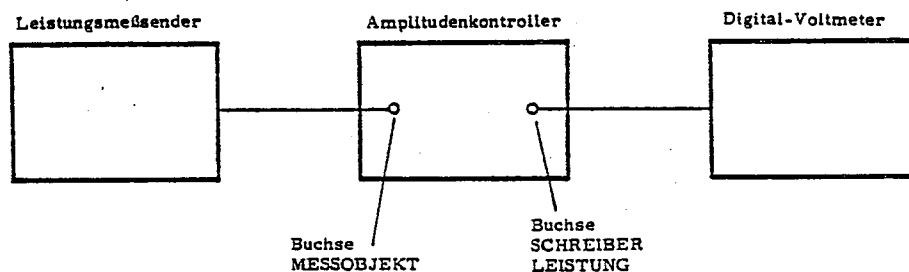 Leistungsmeßsender
Amplitudenkontroller
Digital-Voltmeter
Buchse
MESSOBJEKT
Buchse
SCHREIBER
LEISTUNG